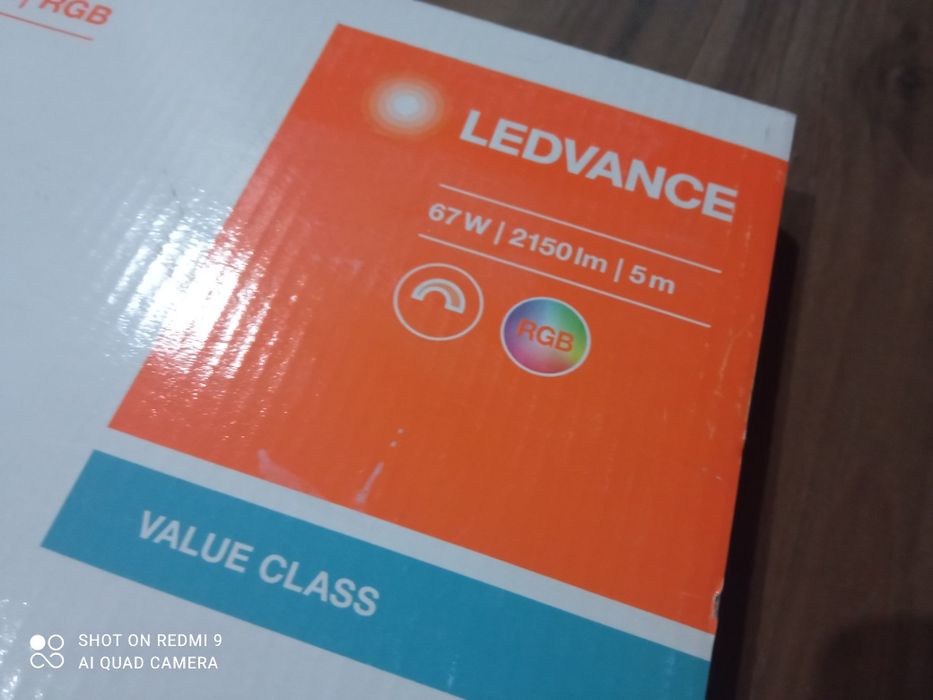 | RGB
LEDVANCE
67 W | 2150 lm | 5 m
RGB
VALUE CLASS
SHOT ON REDMI 9
AI QUAD CAMERA